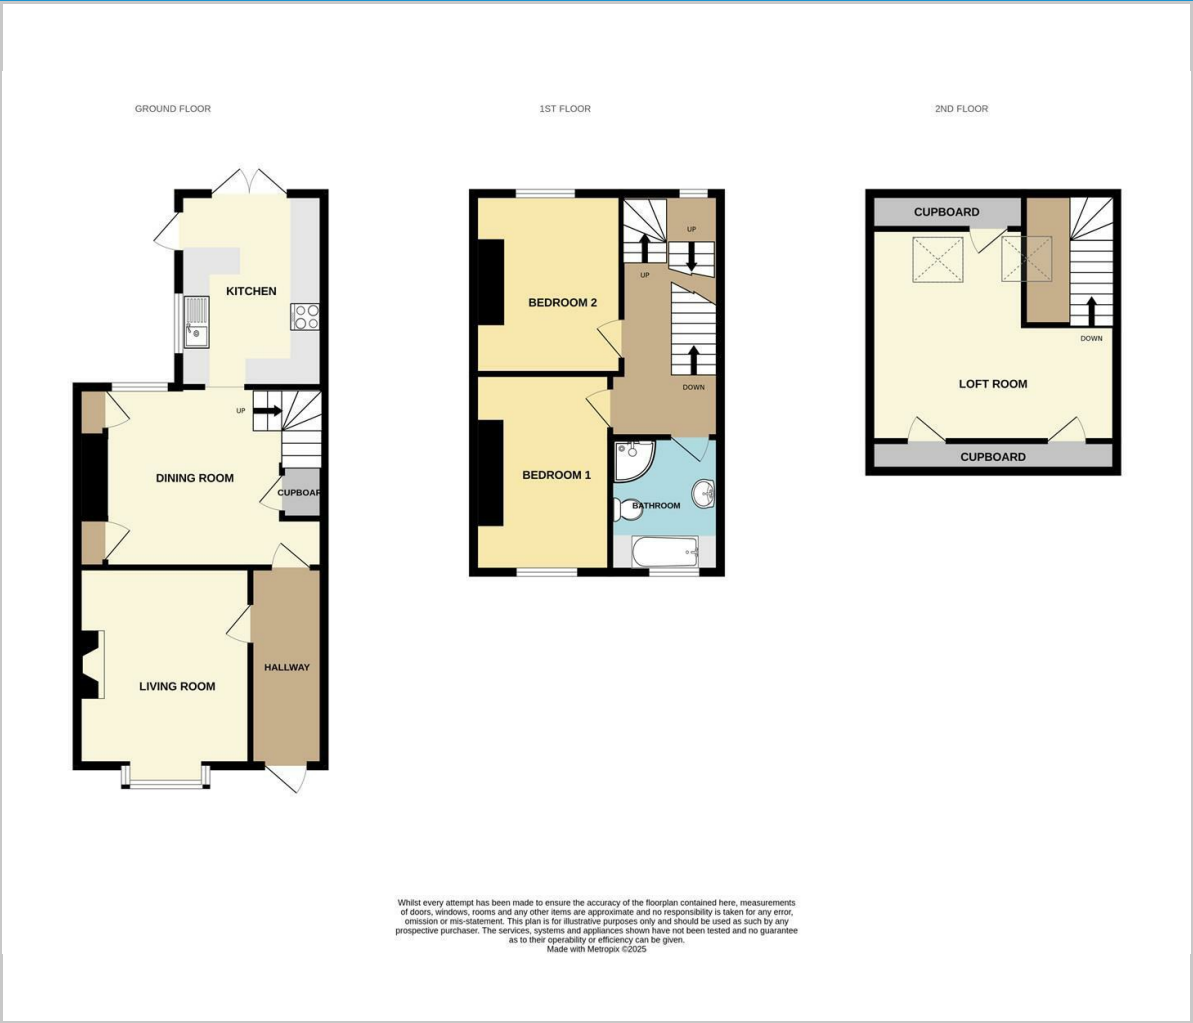 GROUND FLOOR
1ST FLOOR
2ND FLOOR
KITCHEN
UP
DINING ROOM
CUPBOAR
LIVING ROOM
HALLWAY
BEDROOM 2
UP
UP
DOWN
BEDROOM 1
BATHROOM
CUPBOARD
DOWN
LOFT ROOM
CUPBOARD
Whilst every attempt has been made to ensure the accuracy of the floorplan contained here, measurements
of doors, windows, rooms and any other items are approximate and no responsibility is taken for any error,
omission or mis-statement. This plan is for illustrative purposes only and should be used as such by any
prospective purchaser. The services, systems and appliances shown have not been tested and no guarantee
as to their operability or efficiency can be given.
Made with Metropix ©2025